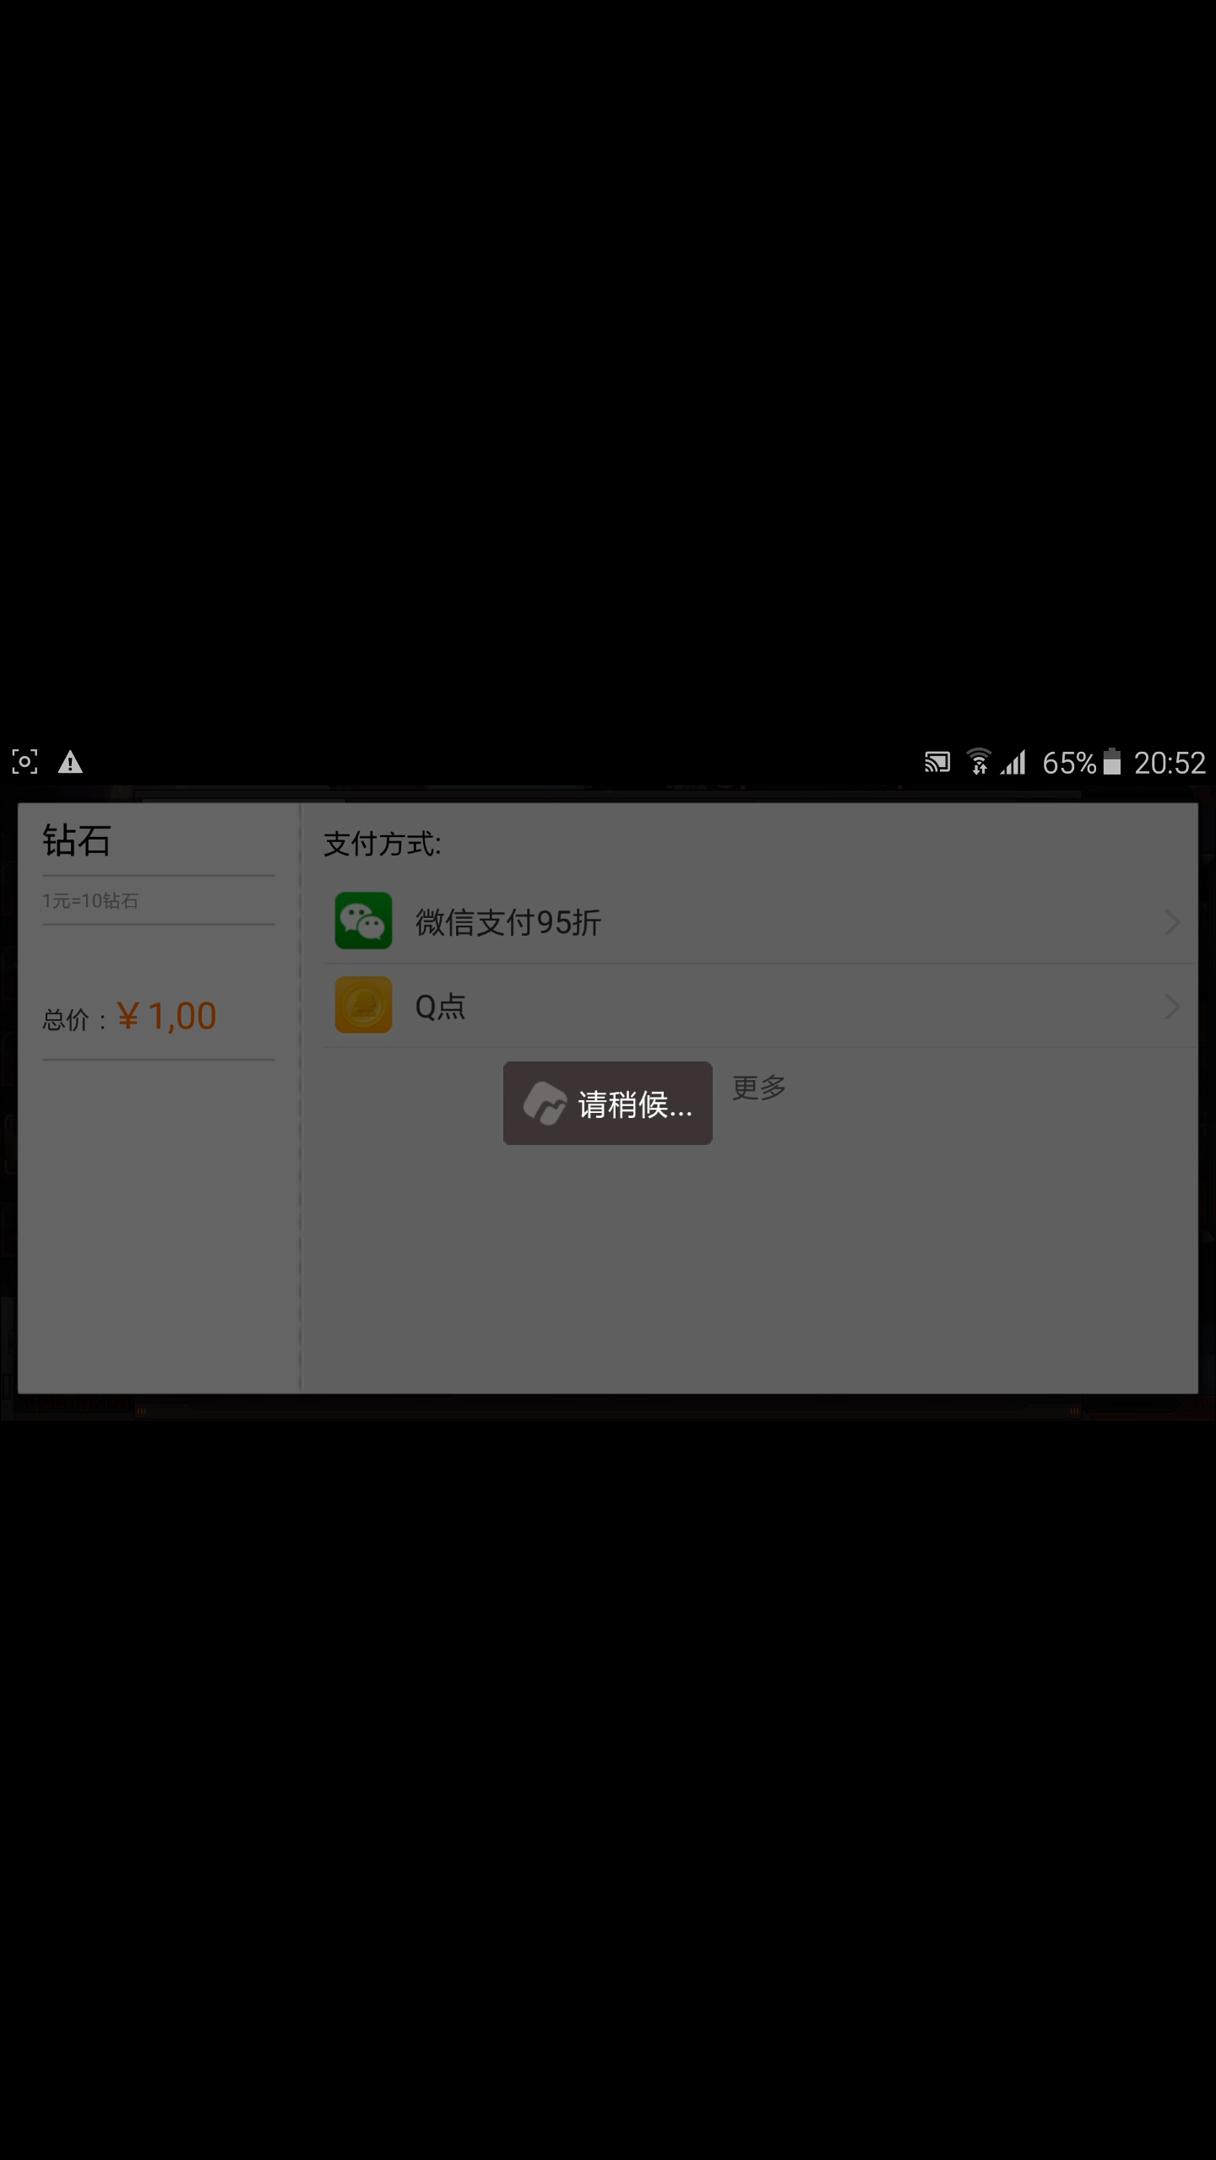 65% 20:52
钻石
1元=10钻石
总价：¥ 1,00
支付方式:
微信支付95折
Q点
更多
请稍候...